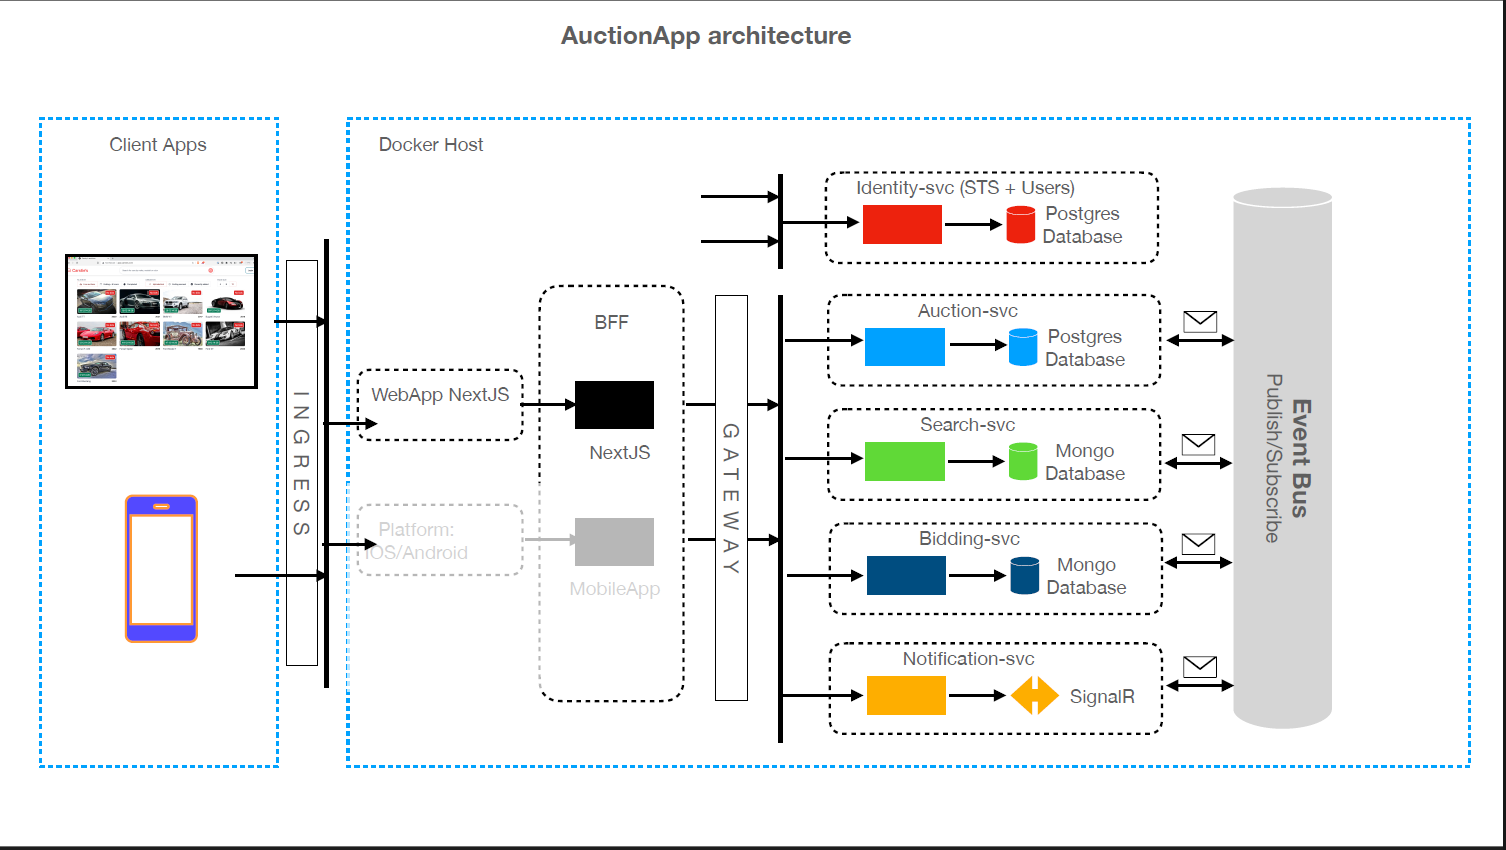 AuctionApp architecture
Client Apps
Docker Host
INGRESS
WebApp NextJS
Platform:
iOS/Android
BFF
NextJS
MobileApp
GATEWAY
Identity-svc (STS + Users)
Postgres
Database
Auction-svc
Postgres
Database
Search-svc
Mongo
Database
Bidding-svc
Mongo
Database
Notification-svc
SignalR
Event Bus
Publish/Subscribe